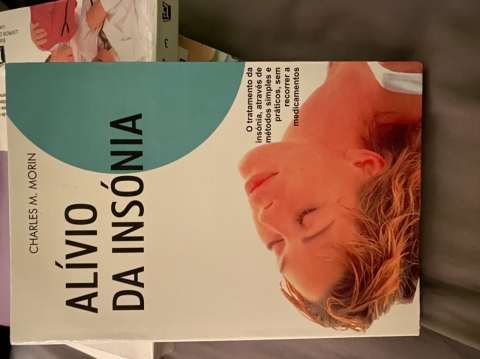 CHARLES M. MORIN
ALÍVIO
DA INSÓNIA
O tratamento da
insónia, através de
métodos simples e
práticos, sem
recorrer a
medicamentos